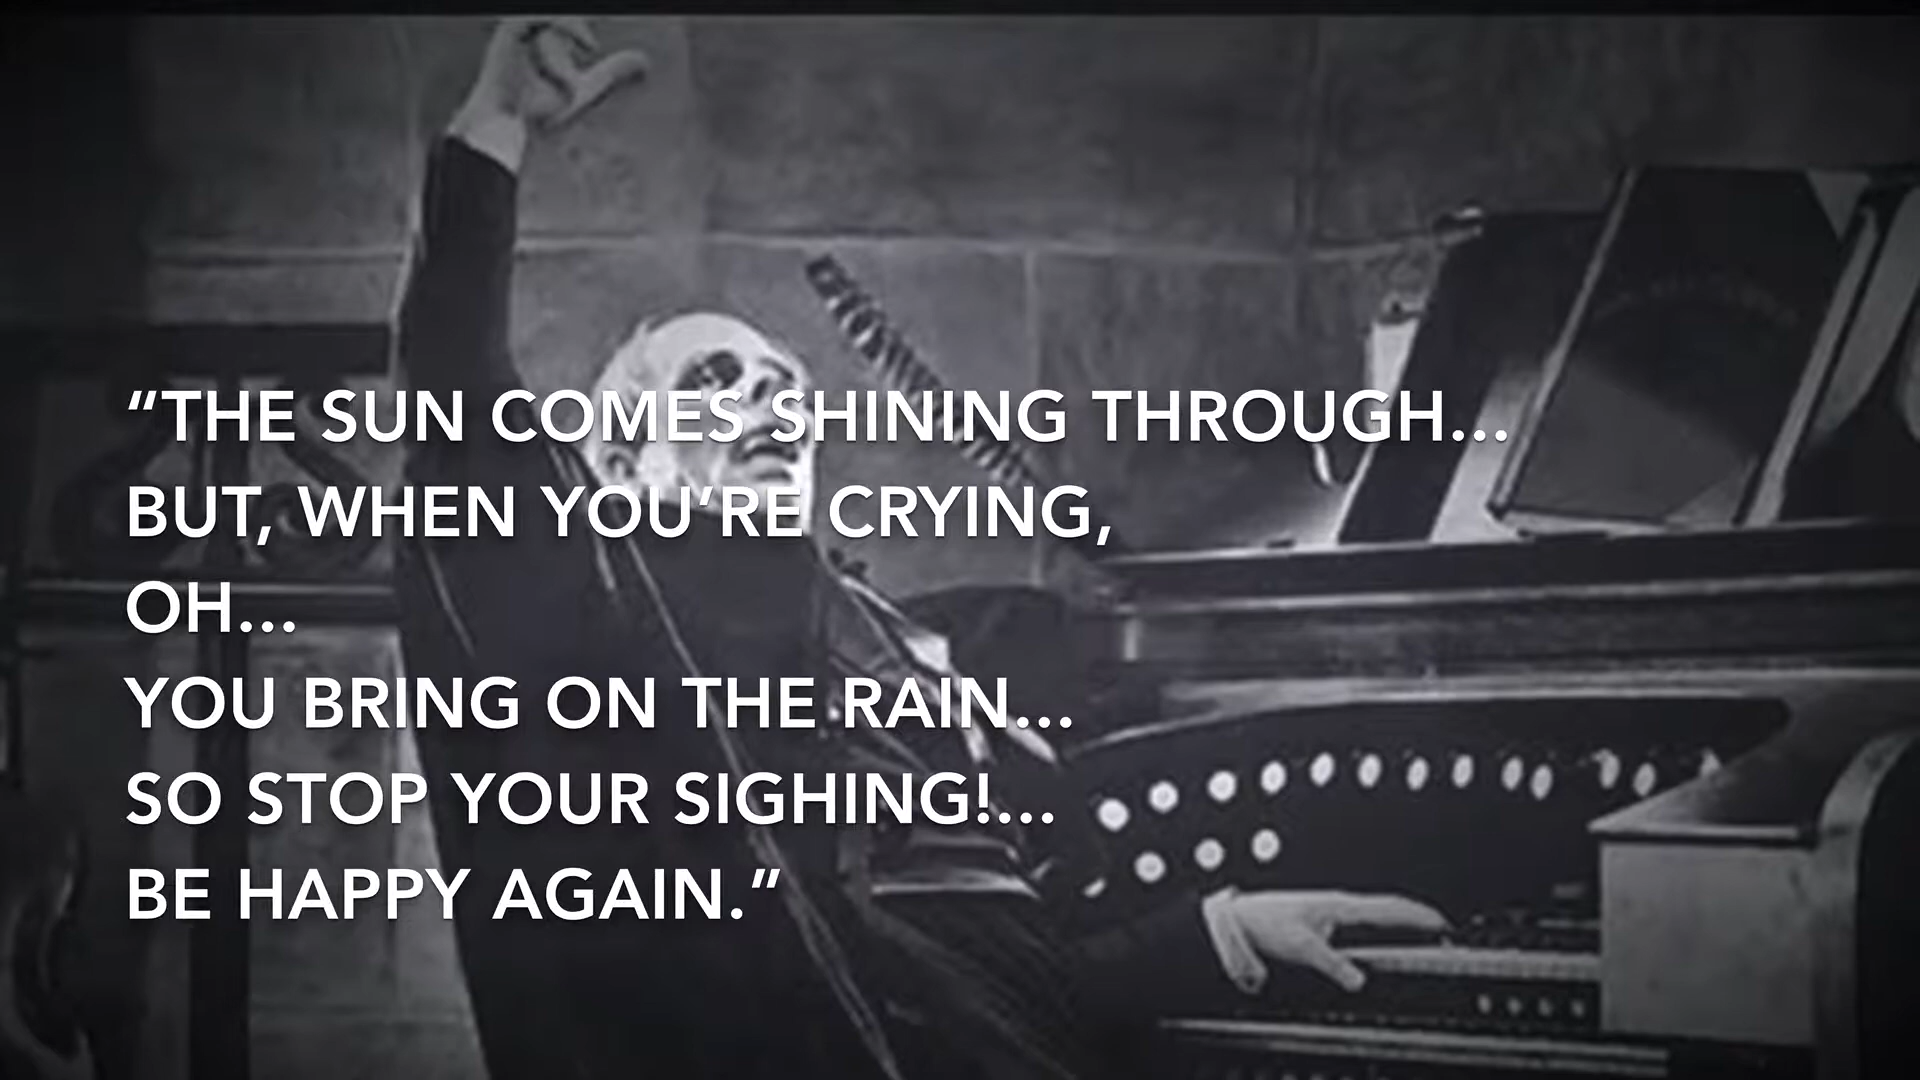 “THE SUN COMES SHINING THROUGH...
BUT, WHEN YOU’RE CRYING,
OH...
YOU BRING ON THE RAIN...
SO STOP YOUR SIGHING!...
BE HAPPY AGAIN.”